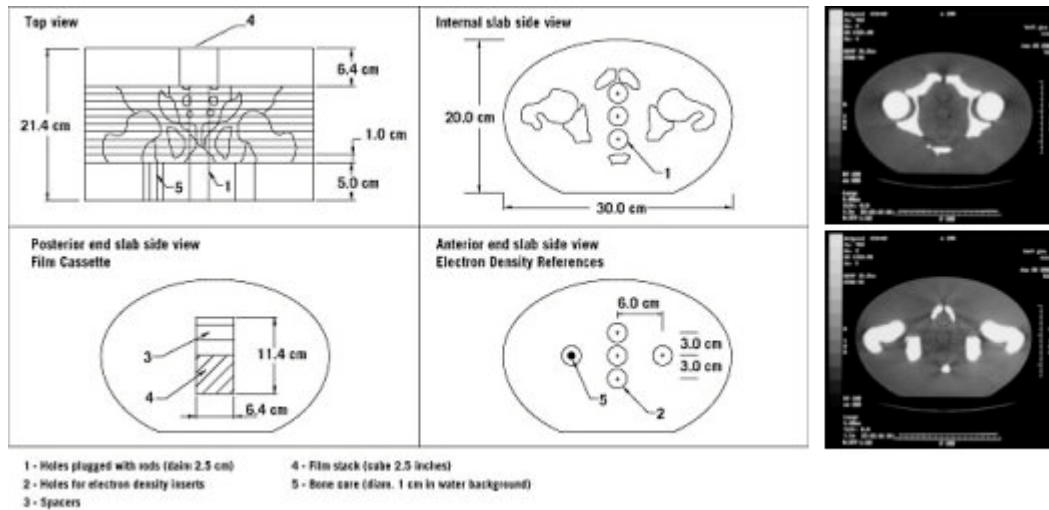 Top view
4
6.4 cm
21.4 cm
1.0 cm
5.0 cm
5
1
Internal slab side view
20.0 cm
1
30.0 cm
Posterior end slab side view
Film Cassette
3
11.4 cm
4
6.4 cm
Anterior end slab side view
Electron Density References
6.0 cm
3.0 cm
3.0 cm
5
2
1 - Holes plugged with rods (daim 2.5 cm)
2 - Holes for electron density inserts
3 - Spacers
4 - Film stack (cube 2.5 inches)
5 - Bone core (diam. 1 cm in water background)